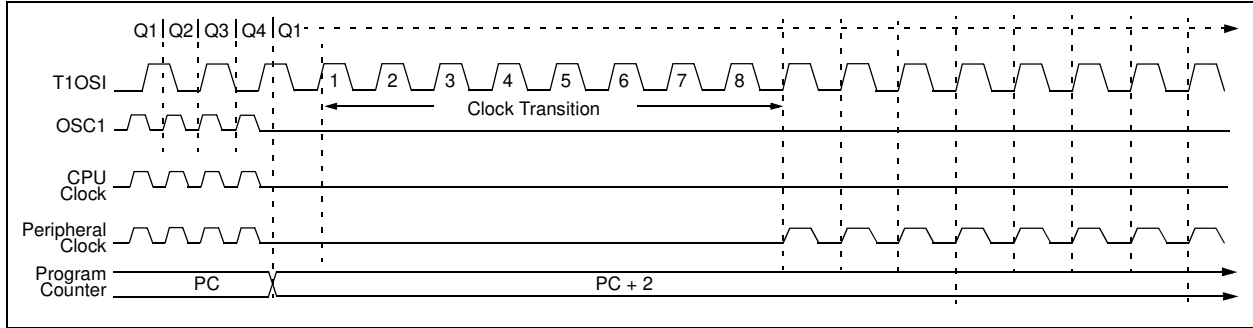 Q1 Q2 Q3 Q4 Q1
T1OSI
1 2 3 4 5 6 7 8
Clock Transition
OSC1
CPU
Clock
Peripheral
Clock
Program
Counter
PC
PC + 2